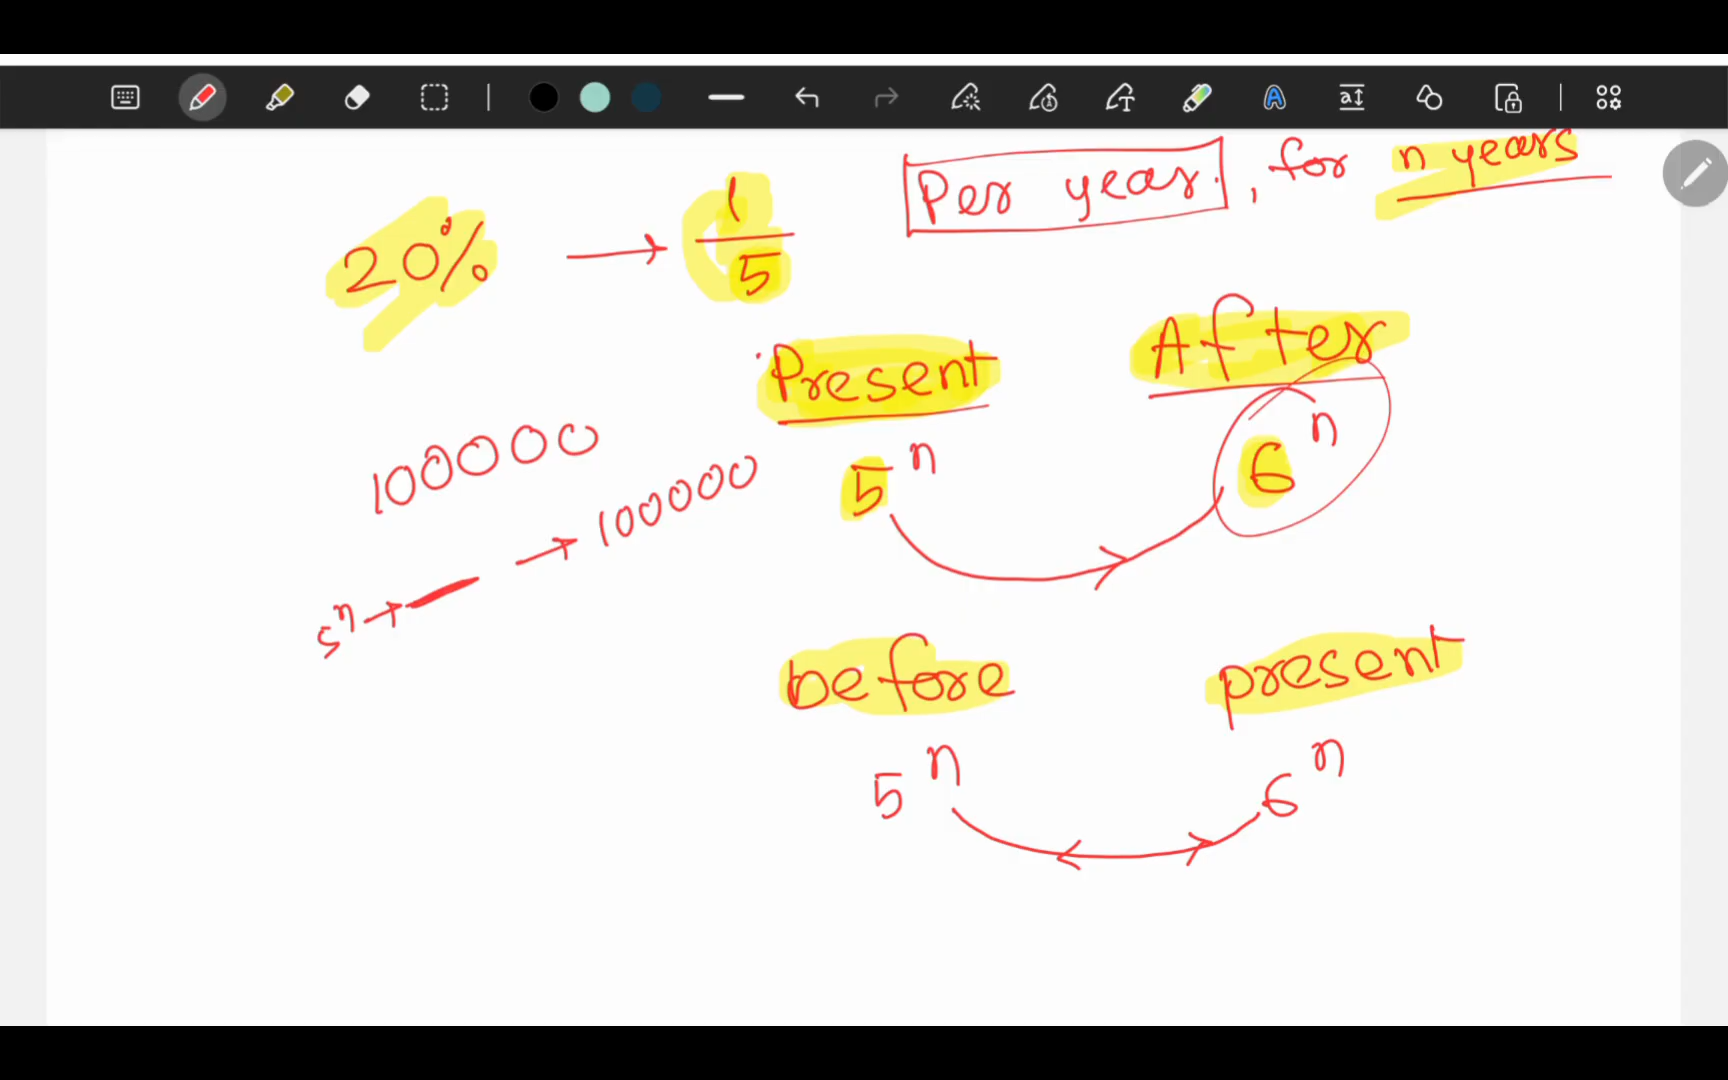 Per year. , for n years
20% → 1/5
Present After
5^n 6^n
100000
5^n → — → 100000
before present
5^n 6^n